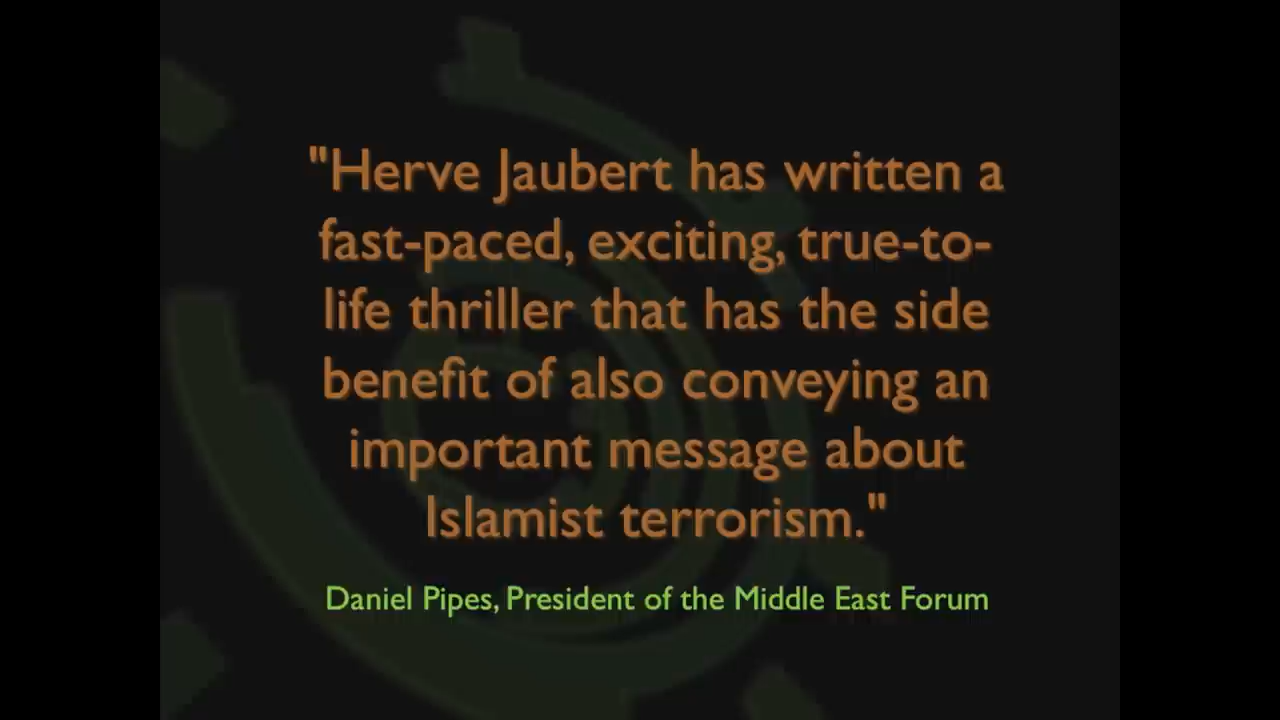 "Herve Jaubert has written a
fast-paced, exciting, true-to-
life thriller that has the side
benefit of also conveying an
important message about
Islamist terrorism."
Daniel Pipes, President of the Middle East Forum